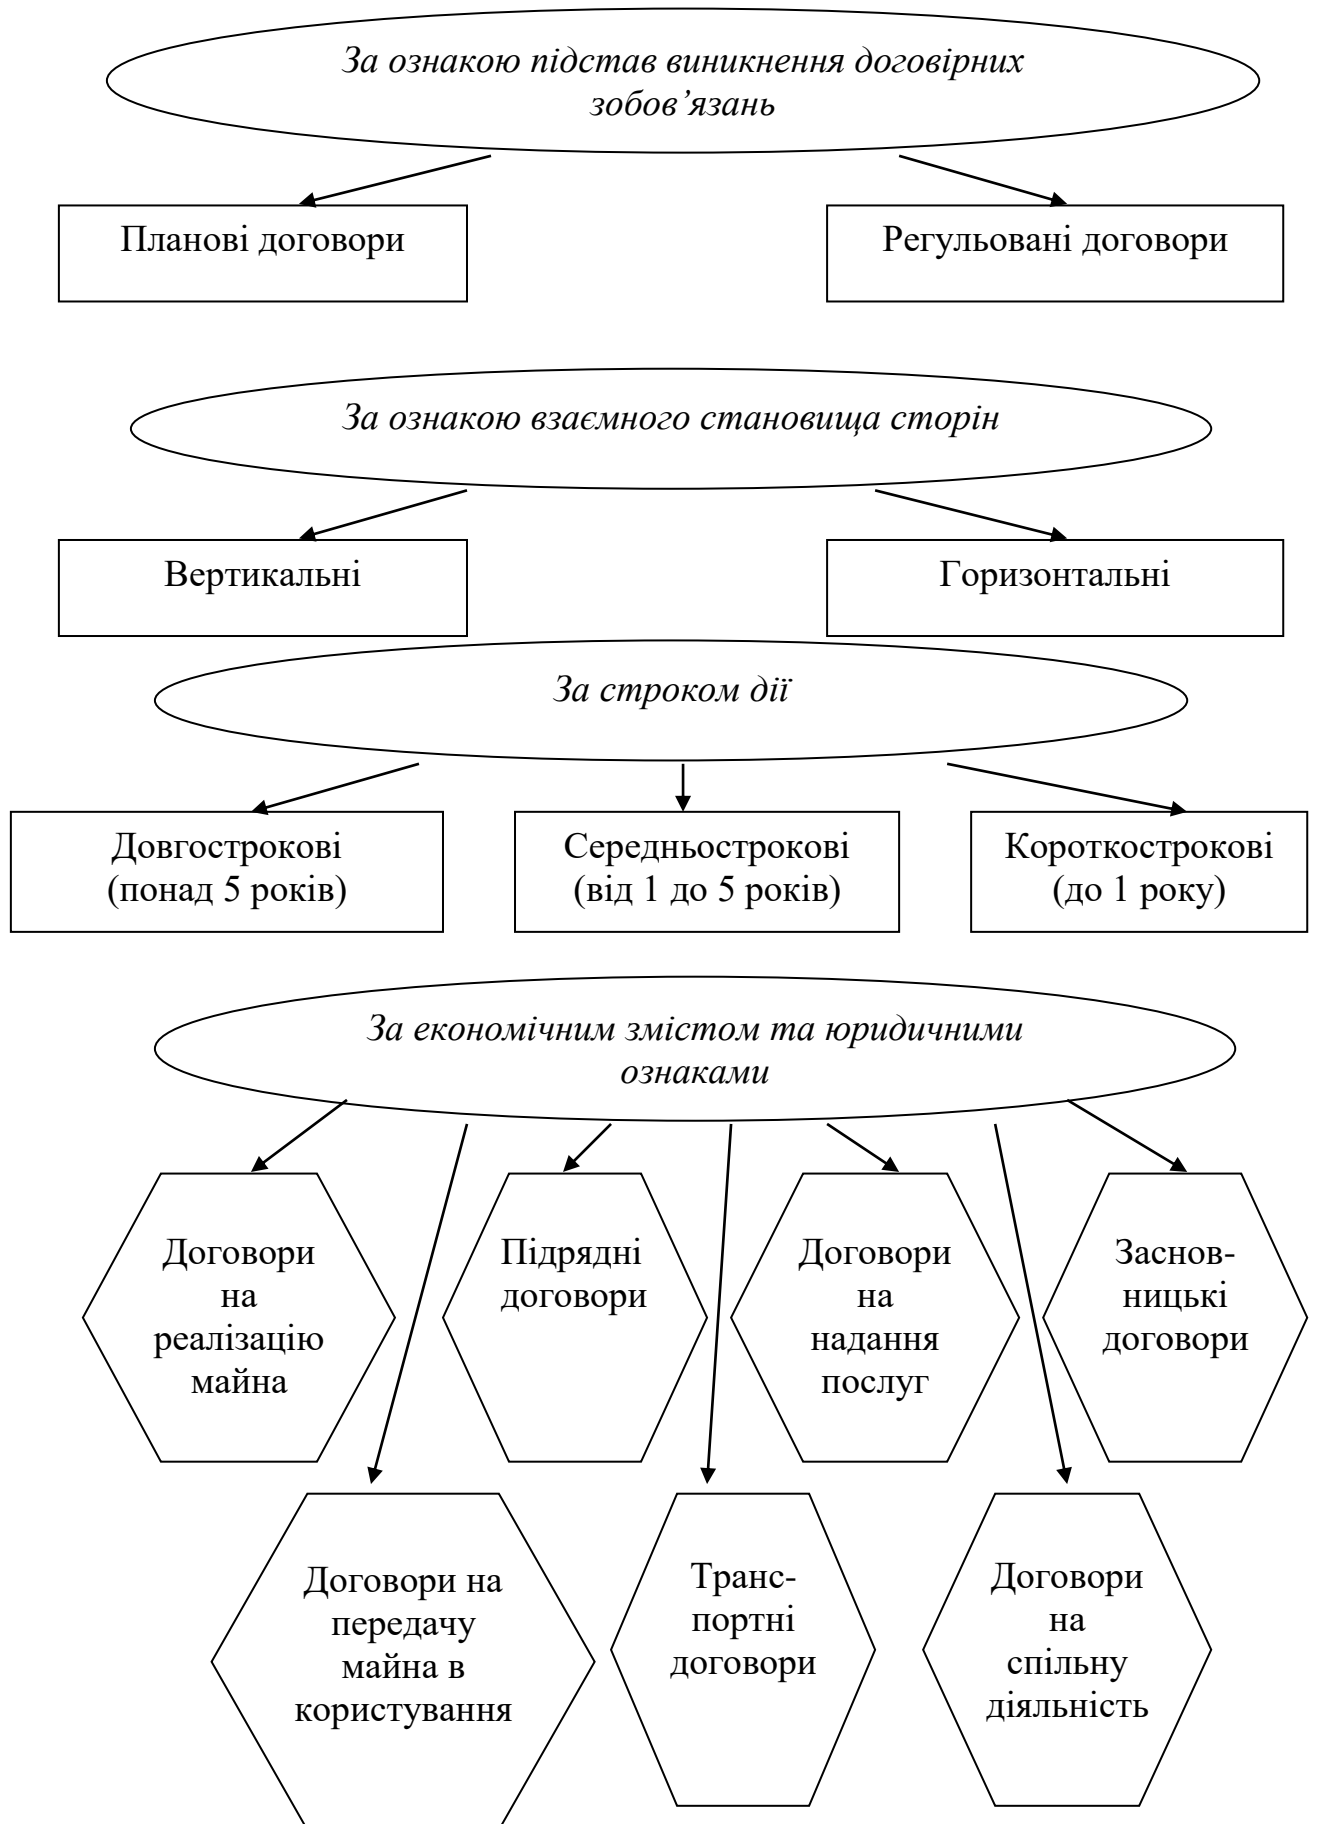 За ознакою підстав виникнення договірних
зобов’язань
Планові договори
Регульовані договори
За ознакою взаємного становища сторін
Вертикальні
Горизонтальні
За строком дії
Довгострокові
(понад 5 років)
Середньострокові
(від 1 до 5 років)
Короткострокові
(до 1 року)
За економічним змістом та юридичними
ознаками
Договори
на
реалізацію
майна
Підрядні
договори
Договори
на
надання
послуг
Заснов-
ницькі
договори
Договори на
передачу
майна в
користування
Транс-
портні
договори
Договори
на
спільну
діяльність